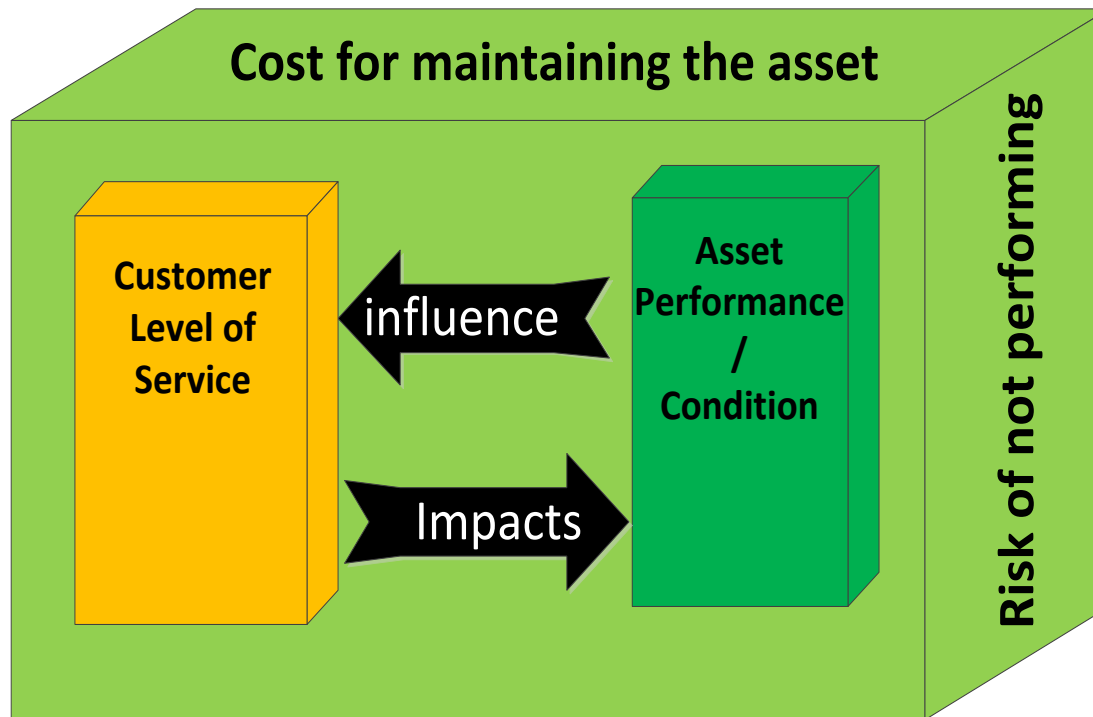 Cost for maintaining the asset
Customer
Level of
Service
influence
Impacts
Asset
Performance
/
Condition
Risk of not performing